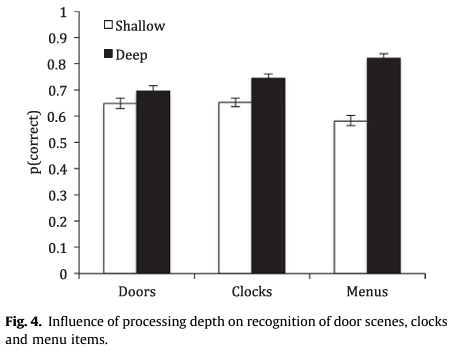 1
0.9
0.8
0.7
0.6
0.5
0.4
0.3
0.2
0.1
0
p(correct)
Shallow
Deep
Doors Clocks Menus
Fig. 4. Influence of processing depth on recognition of door scenes, clocks
and menu items.